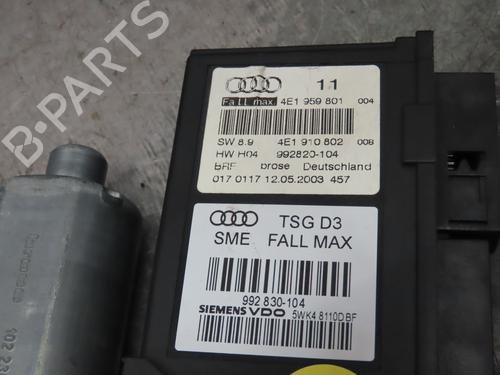 11
Fall max. 4E1 959 801 004
SW 8.9 4E1 910 802 008
HW H04 992820-104
BRF brose Deutschland
017 0117 12.05.2003 457
TSG D3
SME FALL MAX
992 830-104
SIEMENS VDO 5WK4 8110D BF
102 23
B-PARTS